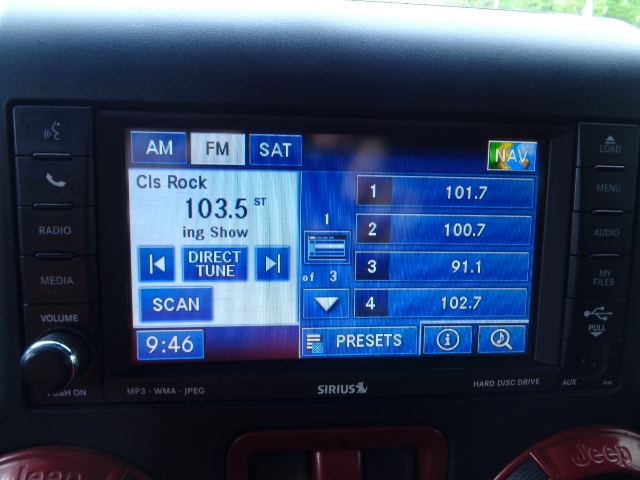 AM FM SAT NAV
Cls Rock
103.5 ST
ing Show
DIRECT
TUNE
SCAN
9:46
1
of 3
1 101.7
2 100.7
3 91.1
4 102.7
PRESETS
RADIO
MEDIA
VOLUME
PUSH ON
LOAD
MENU
AUDIO
MY
FILES
PULL
AUX
MP3 - WMA - JPEG
SIRIUS
HARD DISC DRIVE
Jeep
Jeep